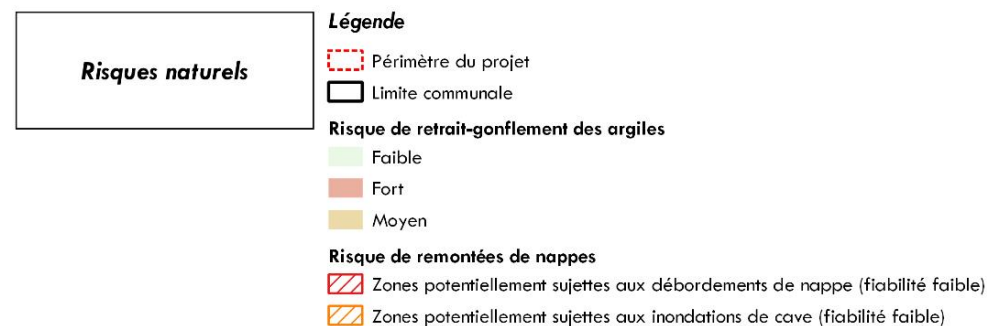 Risques naturels
Légende
Périmètre du projet
Limite communale
Risque de retrait-gonflement des argiles
Faible
Fort
Moyen
Risque de remontées de nappes
Zones potentiellement sujettes aux débordements de nappe (fiabilité faible)
Zones potentiellement sujettes aux inondations de cave (fiabilité faible)